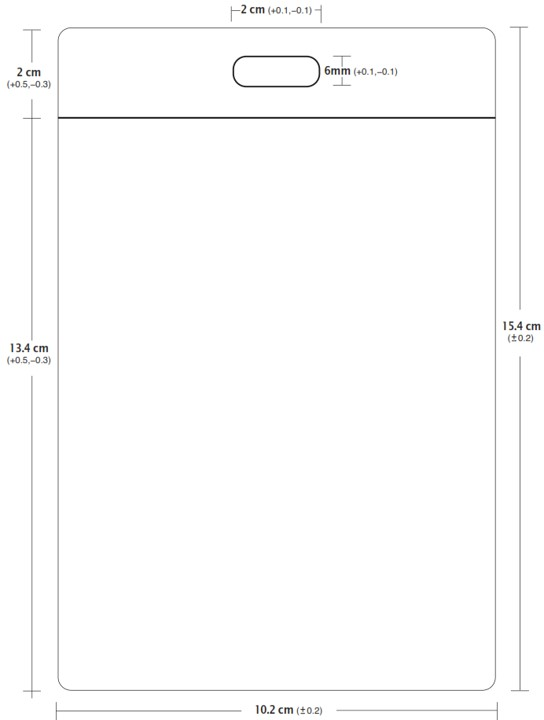 2 cm (+0.1,−0.1)
2 cm
(+0.5,−0.3)
6mm (+0.1,−0.1)
15.4 cm
(±0.2)
13.4 cm
(+0.5,−0.3)
10.2 cm (±0.2)